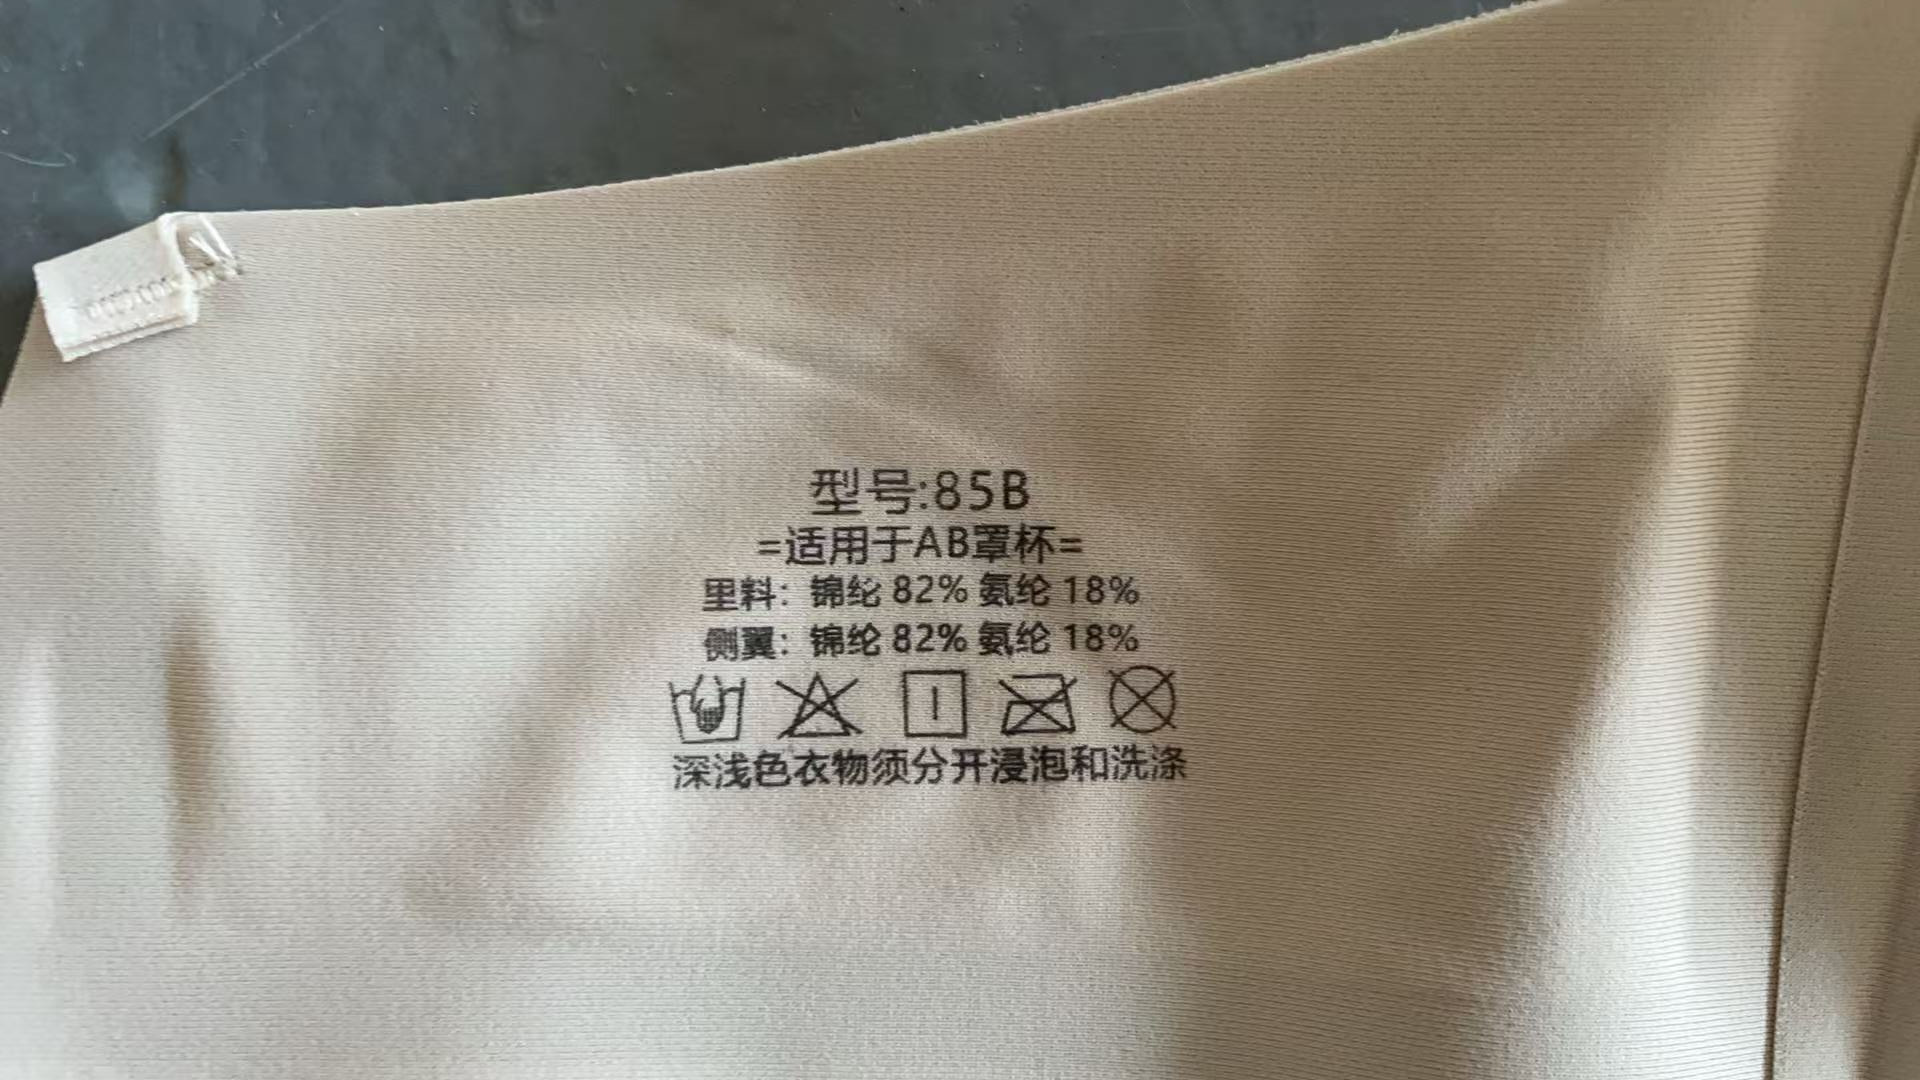 型号:85B
=适用于AB罩杯=
里料：锦纶 82% 氨纶 18%
侧翼：锦纶 82% 氨纶 18%
深浅色衣物须分开浸泡和洗涤